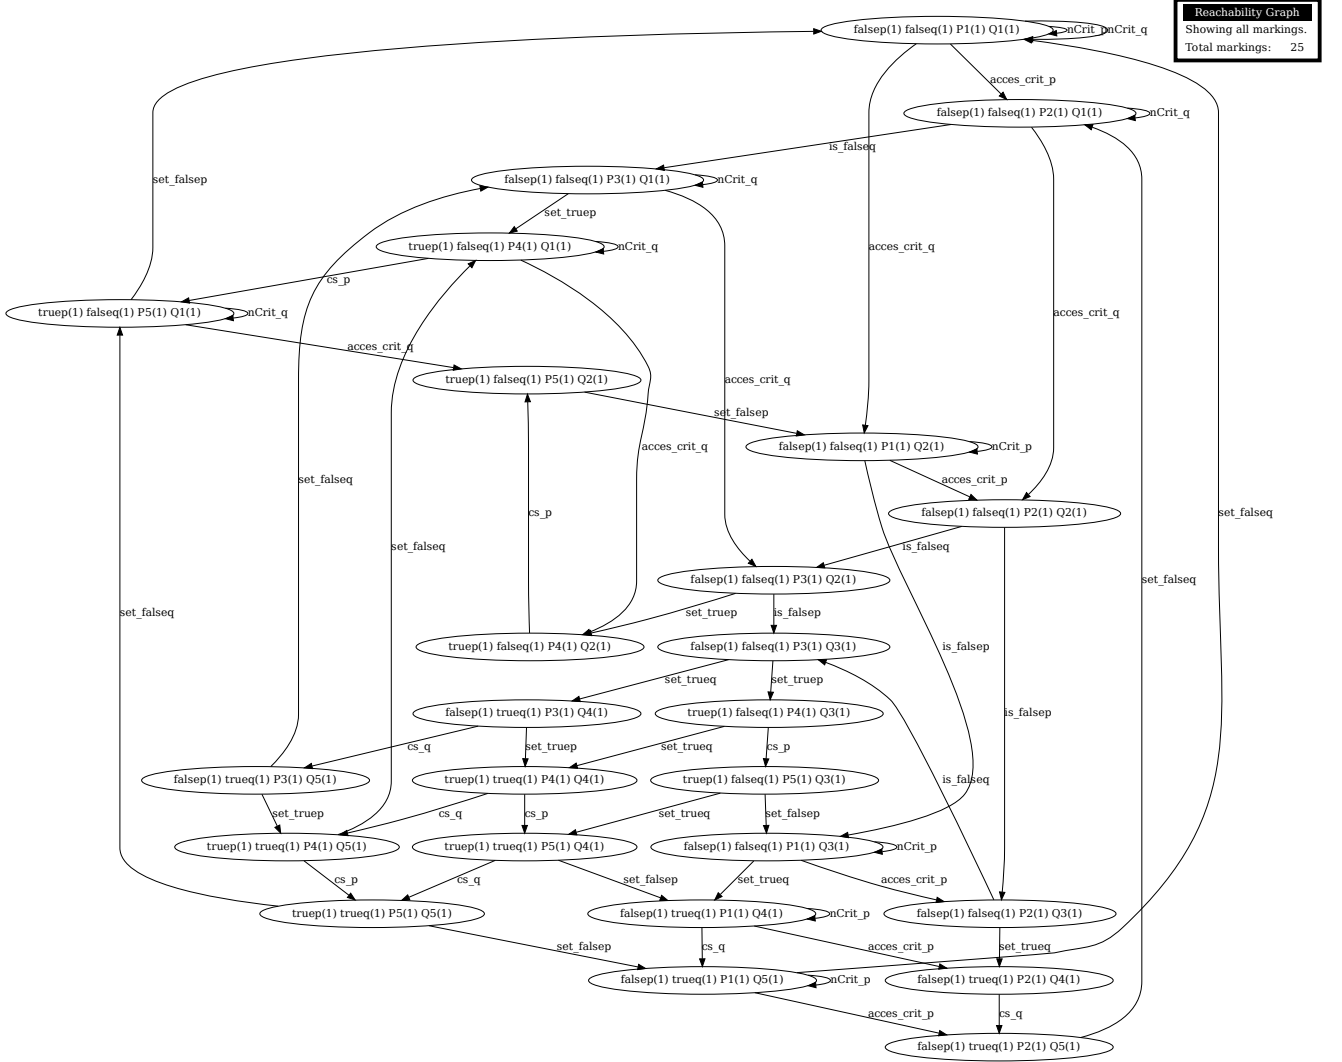 Reachability Graph
Showing all markings.
Total markings: 25
falsep(1) falseq(1) P1(1) Q1(1)
nCrit_p
nCrit_q
acces_crit_p
falsep(1) falseq(1) P2(1) Q1(1)
nCrit_q
is_falseq
set_falsep
falsep(1) falseq(1) P3(1) Q1(1)
nCrit_q
set_truep
truep(1) falseq(1) P4(1) Q1(1)
nCrit_q
acces_crit_q
cs_p
truep(1) falseq(1) P5(1) Q1(1)
nCrit_q
acces_crit_q
acces_crit_q
truep(1) falseq(1) P5(1) Q2(1)
acces_crit_q
set_falsep
falsep(1) falseq(1) P1(1) Q2(1)
nCrit_p
acces_crit_q
set_falseq
acces_crit_p
cs_p
falsep(1) falseq(1) P2(1) Q2(1)
set_falseq
set_falseq
is_falseq
falsep(1) falseq(1) P3(1) Q2(1)
set_falseq
set_falseq
set_truep
is_falsep
truep(1) falseq(1) P4(1) Q2(1)
falsep(1) falseq(1) P3(1) Q3(1)
is_falsep
set_trueq
set_truep
falsep(1) trueq(1) P3(1) Q4(1)
truep(1) falseq(1) P4(1) Q3(1)
is_falsep
cs_q
set_truep
set_trueq
cs_p
falsep(1) trueq(1) P3(1) Q5(1)
truep(1) trueq(1) P4(1) Q4(1)
truep(1) falseq(1) P5(1) Q3(1)
is_falseq
set_truep
cs_q
cs_p
set_trueq
set_falsep
truep(1) trueq(1) P4(1) Q5(1)
truep(1) trueq(1) P5(1) Q4(1)
falsep(1) falseq(1) P1(1) Q3(1)
nCrit_p
cs_p
cs_q
set_falsep
set_trueq
acces_crit_p
truep(1) trueq(1) P5(1) Q5(1)
falsep(1) trueq(1) P1(1) Q4(1)
nCrit_p
falsep(1) falseq(1) P2(1) Q3(1)
set_falsep
cs_q
acces_crit_p
set_trueq
falsep(1) trueq(1) P1(1) Q5(1)
nCrit_p
falsep(1) trueq(1) P2(1) Q4(1)
acces_crit_p
cs_q
falsep(1) trueq(1) P2(1) Q5(1)